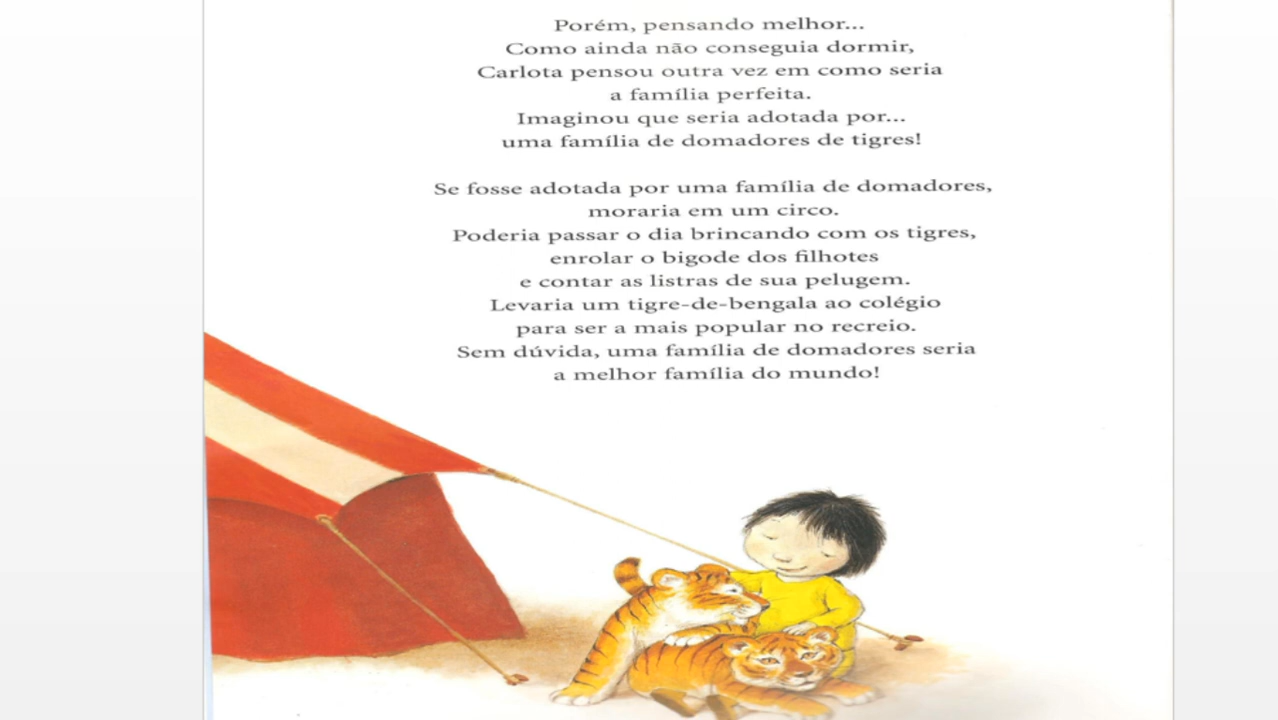 Porém, pensando melhor...
Como ainda não conseguia dormir,
Carlota pensou outra vez em como seria
a família perfeita.
Imaginou que seria adotada por...
uma família de domadores de tigres!
Se fosse adotada por uma família de domadores,
moraria em um circo.
Poderia passar o dia brincando com os tigres,
enrolar o bigode dos filhotes
e contar as listras de sua pelugem.
Levaria um tigre-de-bengala ao colégio
para ser a mais popular no recreio.
Sem dúvida, uma família de domadores seria
a melhor família do mundo!